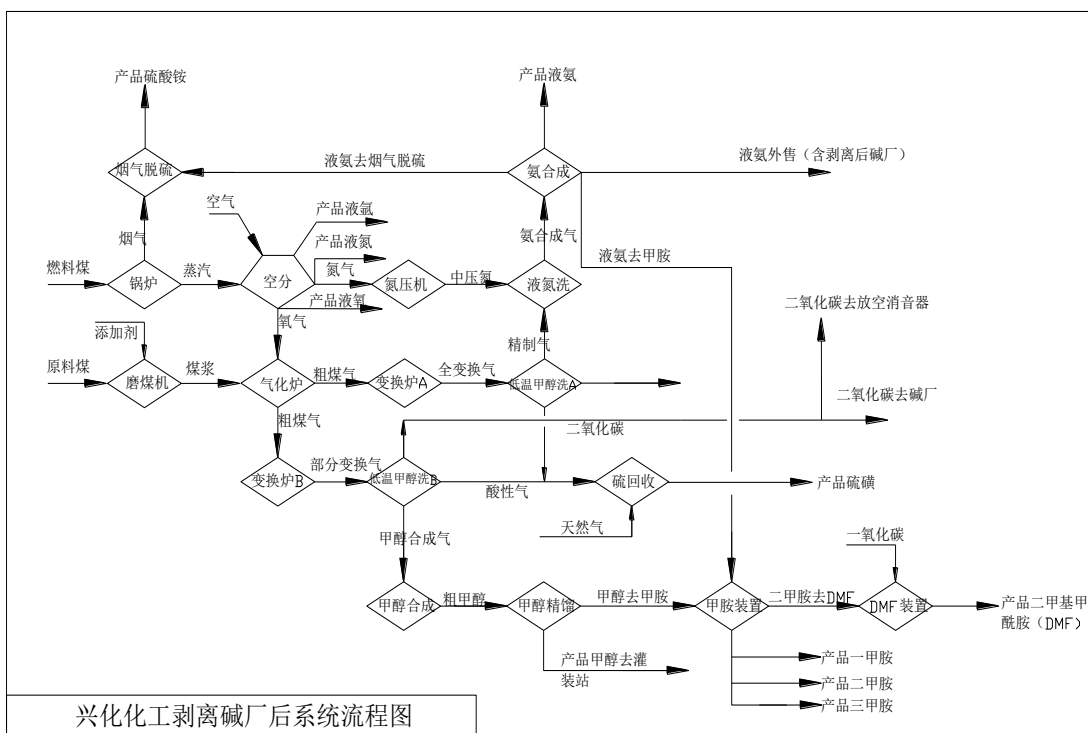 产品硫酸铵
产品液氨
烟气脱硫
液氨去烟气脱硫
氨合成
液氨外售（含剥离后碱厂）
空气
产品液氩
烟气
产品液氮
氨合成气
液氨去甲胺
燃料煤
锅炉
蒸汽
空分
氮气
氮压机
中压氮
液氮洗
产品液氧
二氧化碳去放空消音器
添加剂
氧气
精制气
原料煤
磨煤机
煤浆
气化炉
粗煤气
变换炉A
全变换气
低温甲醇洗A
二氧化碳去碱厂
粗煤气
二氧化碳
变换炉B
部分变换气
低温甲醇洗B
酸性气
硫回收
产品硫磺
天然气
甲醇合成气
一氧化碳
甲醇合成
粗甲醇
甲醇精馏
甲醇去甲胺
甲胺装置
二甲胺去DMF
DMF装置
产品二甲基甲
酰胺（DMF）
产品甲醇去灌
装站
产品一甲胺
产品二甲胺
产品三甲胺
兴化化工剥离碱厂后系统流程图